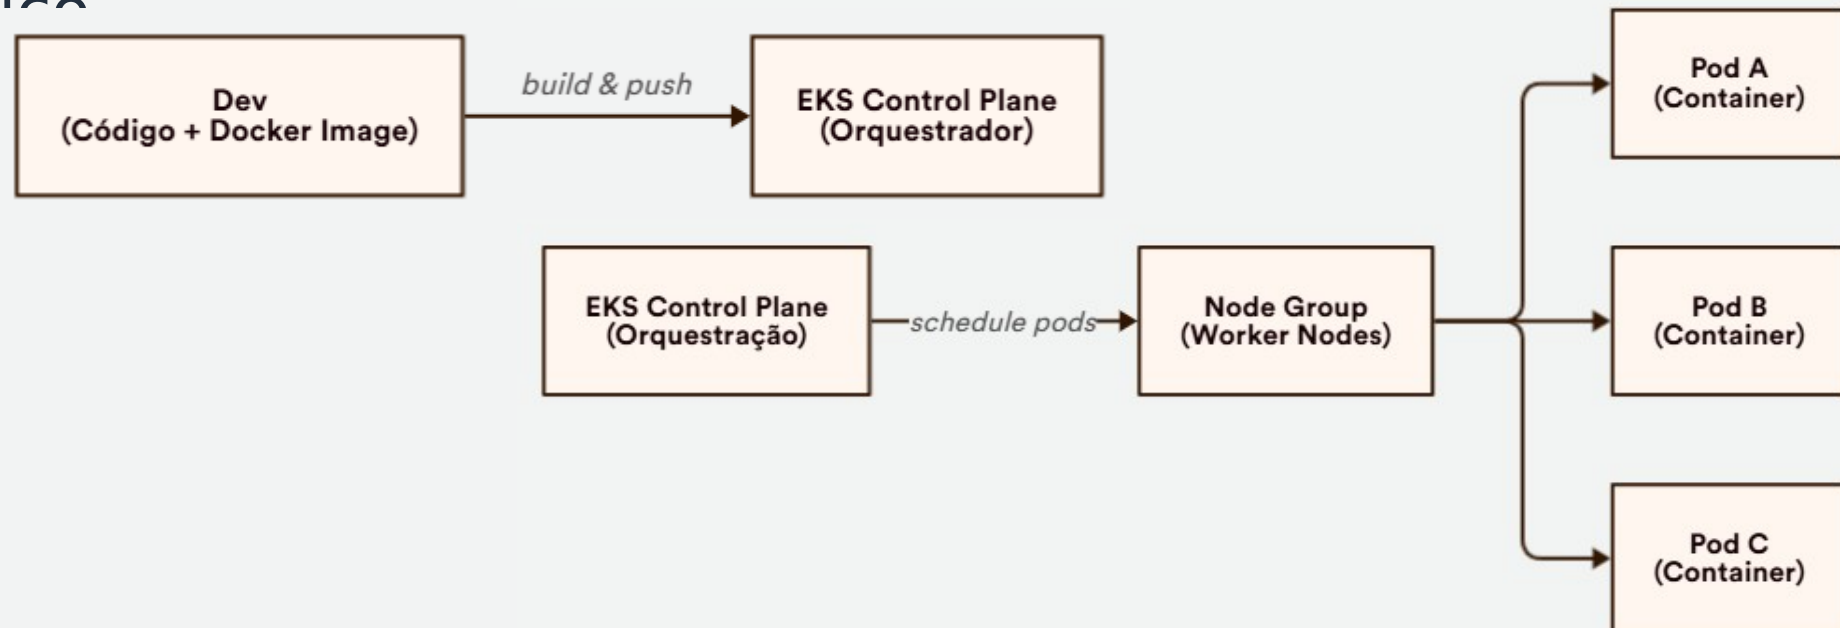 Dev
(Código + Docker Image)
build & push
EKS Control Plane
(Orquestrador)
EKS Control Plane
(Orquestração)
schedule pods
Node Group
(Worker Nodes)
Pod A
(Container)
Pod B
(Container)
Pod C
(Container)